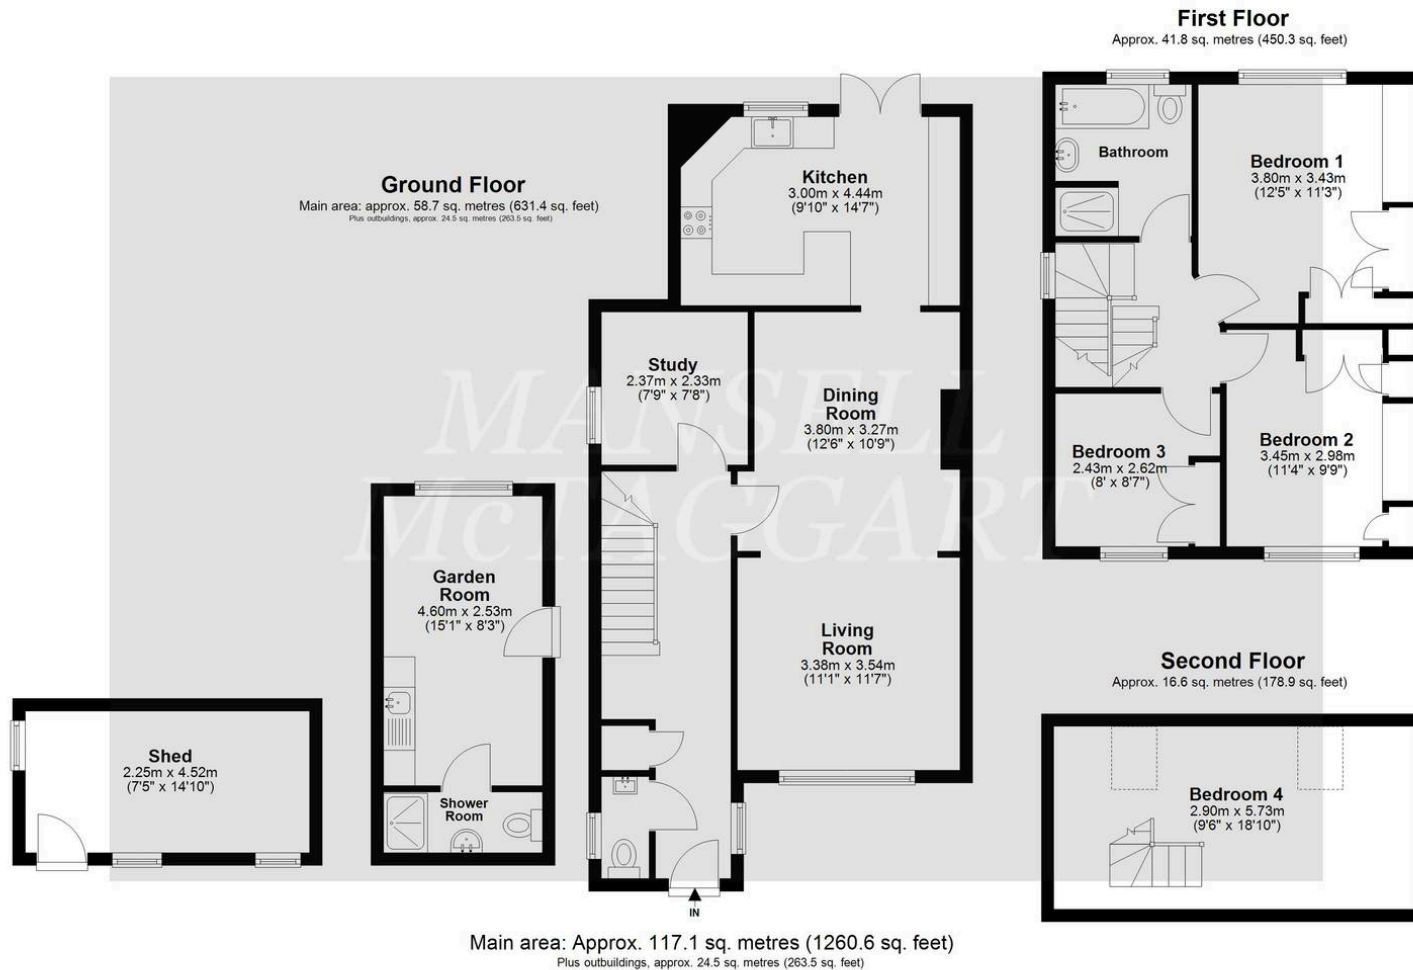 First Floor
Approx. 41.8 sq. metres (450.3 sq. feet)
Ground Floor
Main area: approx. 58.7 sq. metres (631.4 sq. feet)
Plus outbuildings, approx. 24.5 sq. metres (263.5 sq. feet)
Kitchen
3.00m x 4.44m
(9'10" x 14'7")
Bathroom
Bedroom 1
3.80m x 3.43m
(12'5" x 11'3")
Study
2.37m x 2.33m
(7'9" x 7'8")
Dining
Room
3.80m x 3.27m
(12'6" x 10'9")
Bedroom 3
2.43m x 2.62m
(8' x 8'7")
Bedroom 2
3.45m x 2.98m
(11'4" x 9'9")
MANSELL
McTAGGART
Garden
Room
4.60m x 2.53m
(15'1" x 8'3")
Living
Room
3.38m x 3.54m
(11'1" x 11'7")
Second Floor
Approx. 16.6 sq. metres (178.9 sq. feet)
Shed
2.25m x 4.52m
(7'5" x 14'10")
Shower
Room
Bedroom 4
2.90m x 5.73m
(9'6" x 18'10")
IN
Main area: Approx. 117.1 sq. metres (1260.6 sq. feet)
Plus outbuildings, approx. 24.5 sq. metres (263.5 sq. feet)